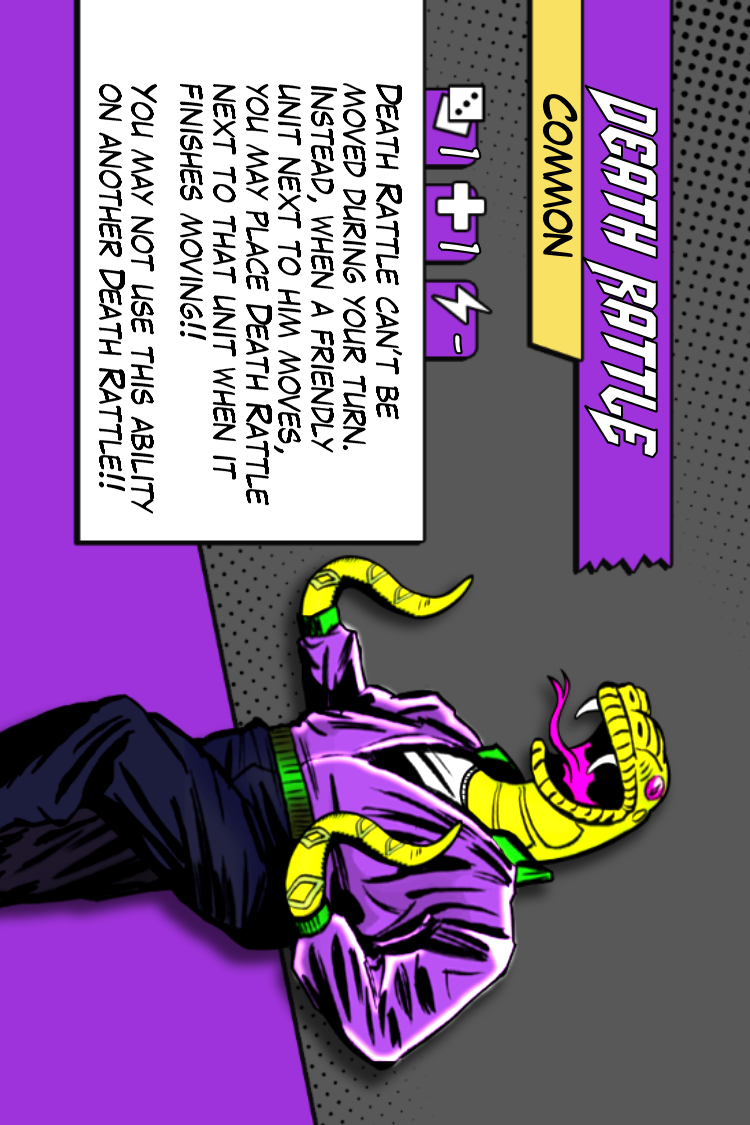 DEATH RATTLE
COMMON
1 1 -
DEATH RATTLE CAN'T BE
MOVED DURING YOUR TURN.
INSTEAD, WHEN A FRIENDLY
UNIT NEXT TO HIM MOVES,
YOU MAY PLACE DEATH RATTLE
NEXT TO THAT UNIT WHEN IT
FINISHES MOVING!!
YOU MAY NOT USE THIS ABILITY
ON ANOTHER DEATH RATTLE!!!